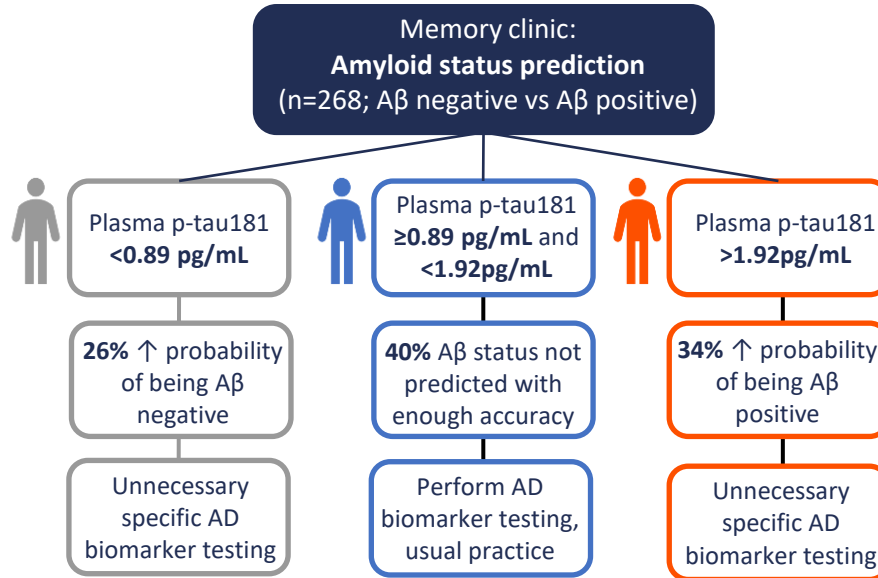 Memory clinic:
Amyloid status prediction
(n=268; Aβ negative vs Aβ positive)
Plasma p-tau181
<0.89 pg/mL
Plasma p-tau181
≥0.89 pg/mL and
<1.92pg/mL
Plasma p-tau181
>1.92pg/mL
26% ↑ probability
of being Aβ
negative
40% Aβ status not
predicted with
enough accuracy
34% ↑ probability
of being Aβ
positive
Unnecessary
specific AD
biomarker testing
Perform AD
biomarker testing,
usual practice
Unnecessary
specific AD
biomarker testing